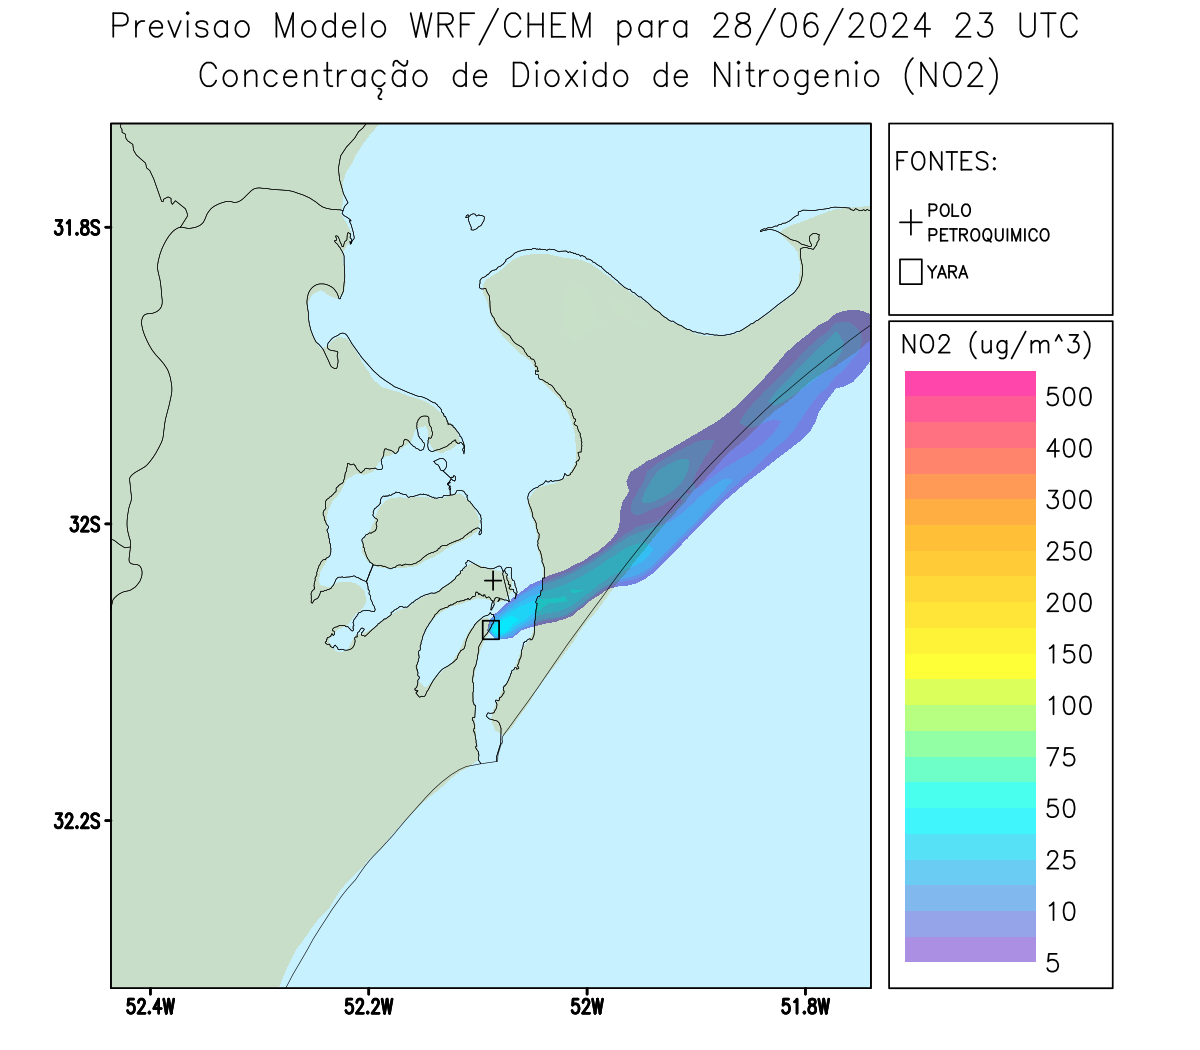 Previsao Modelo WRF/CHEM para 28/06/2024 23 UTC
Concentração de Dioxido de Nitrogenio (NO2)
FONTES:
POLO
PETROQUIMICO
YARA
31.8S
32S
32.2S
52.4W
52.2W
52W
51.8W
NO2 (ug/m^3)
500
400
300
250
200
150
100
75
50
25
10
5